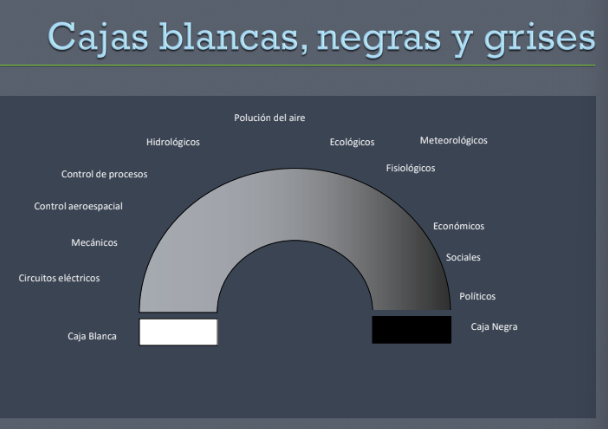 Cajas blancas, negras y grises
Polución del aire
Hidrológicos
Ecológicos
Meteorológicos
Control de procesos
Fisiológicos
Control aeroespacial
Económicos
Mecánicos
Sociales
Circuitos eléctricos
Políticos
Caja Blanca
Caja Negra